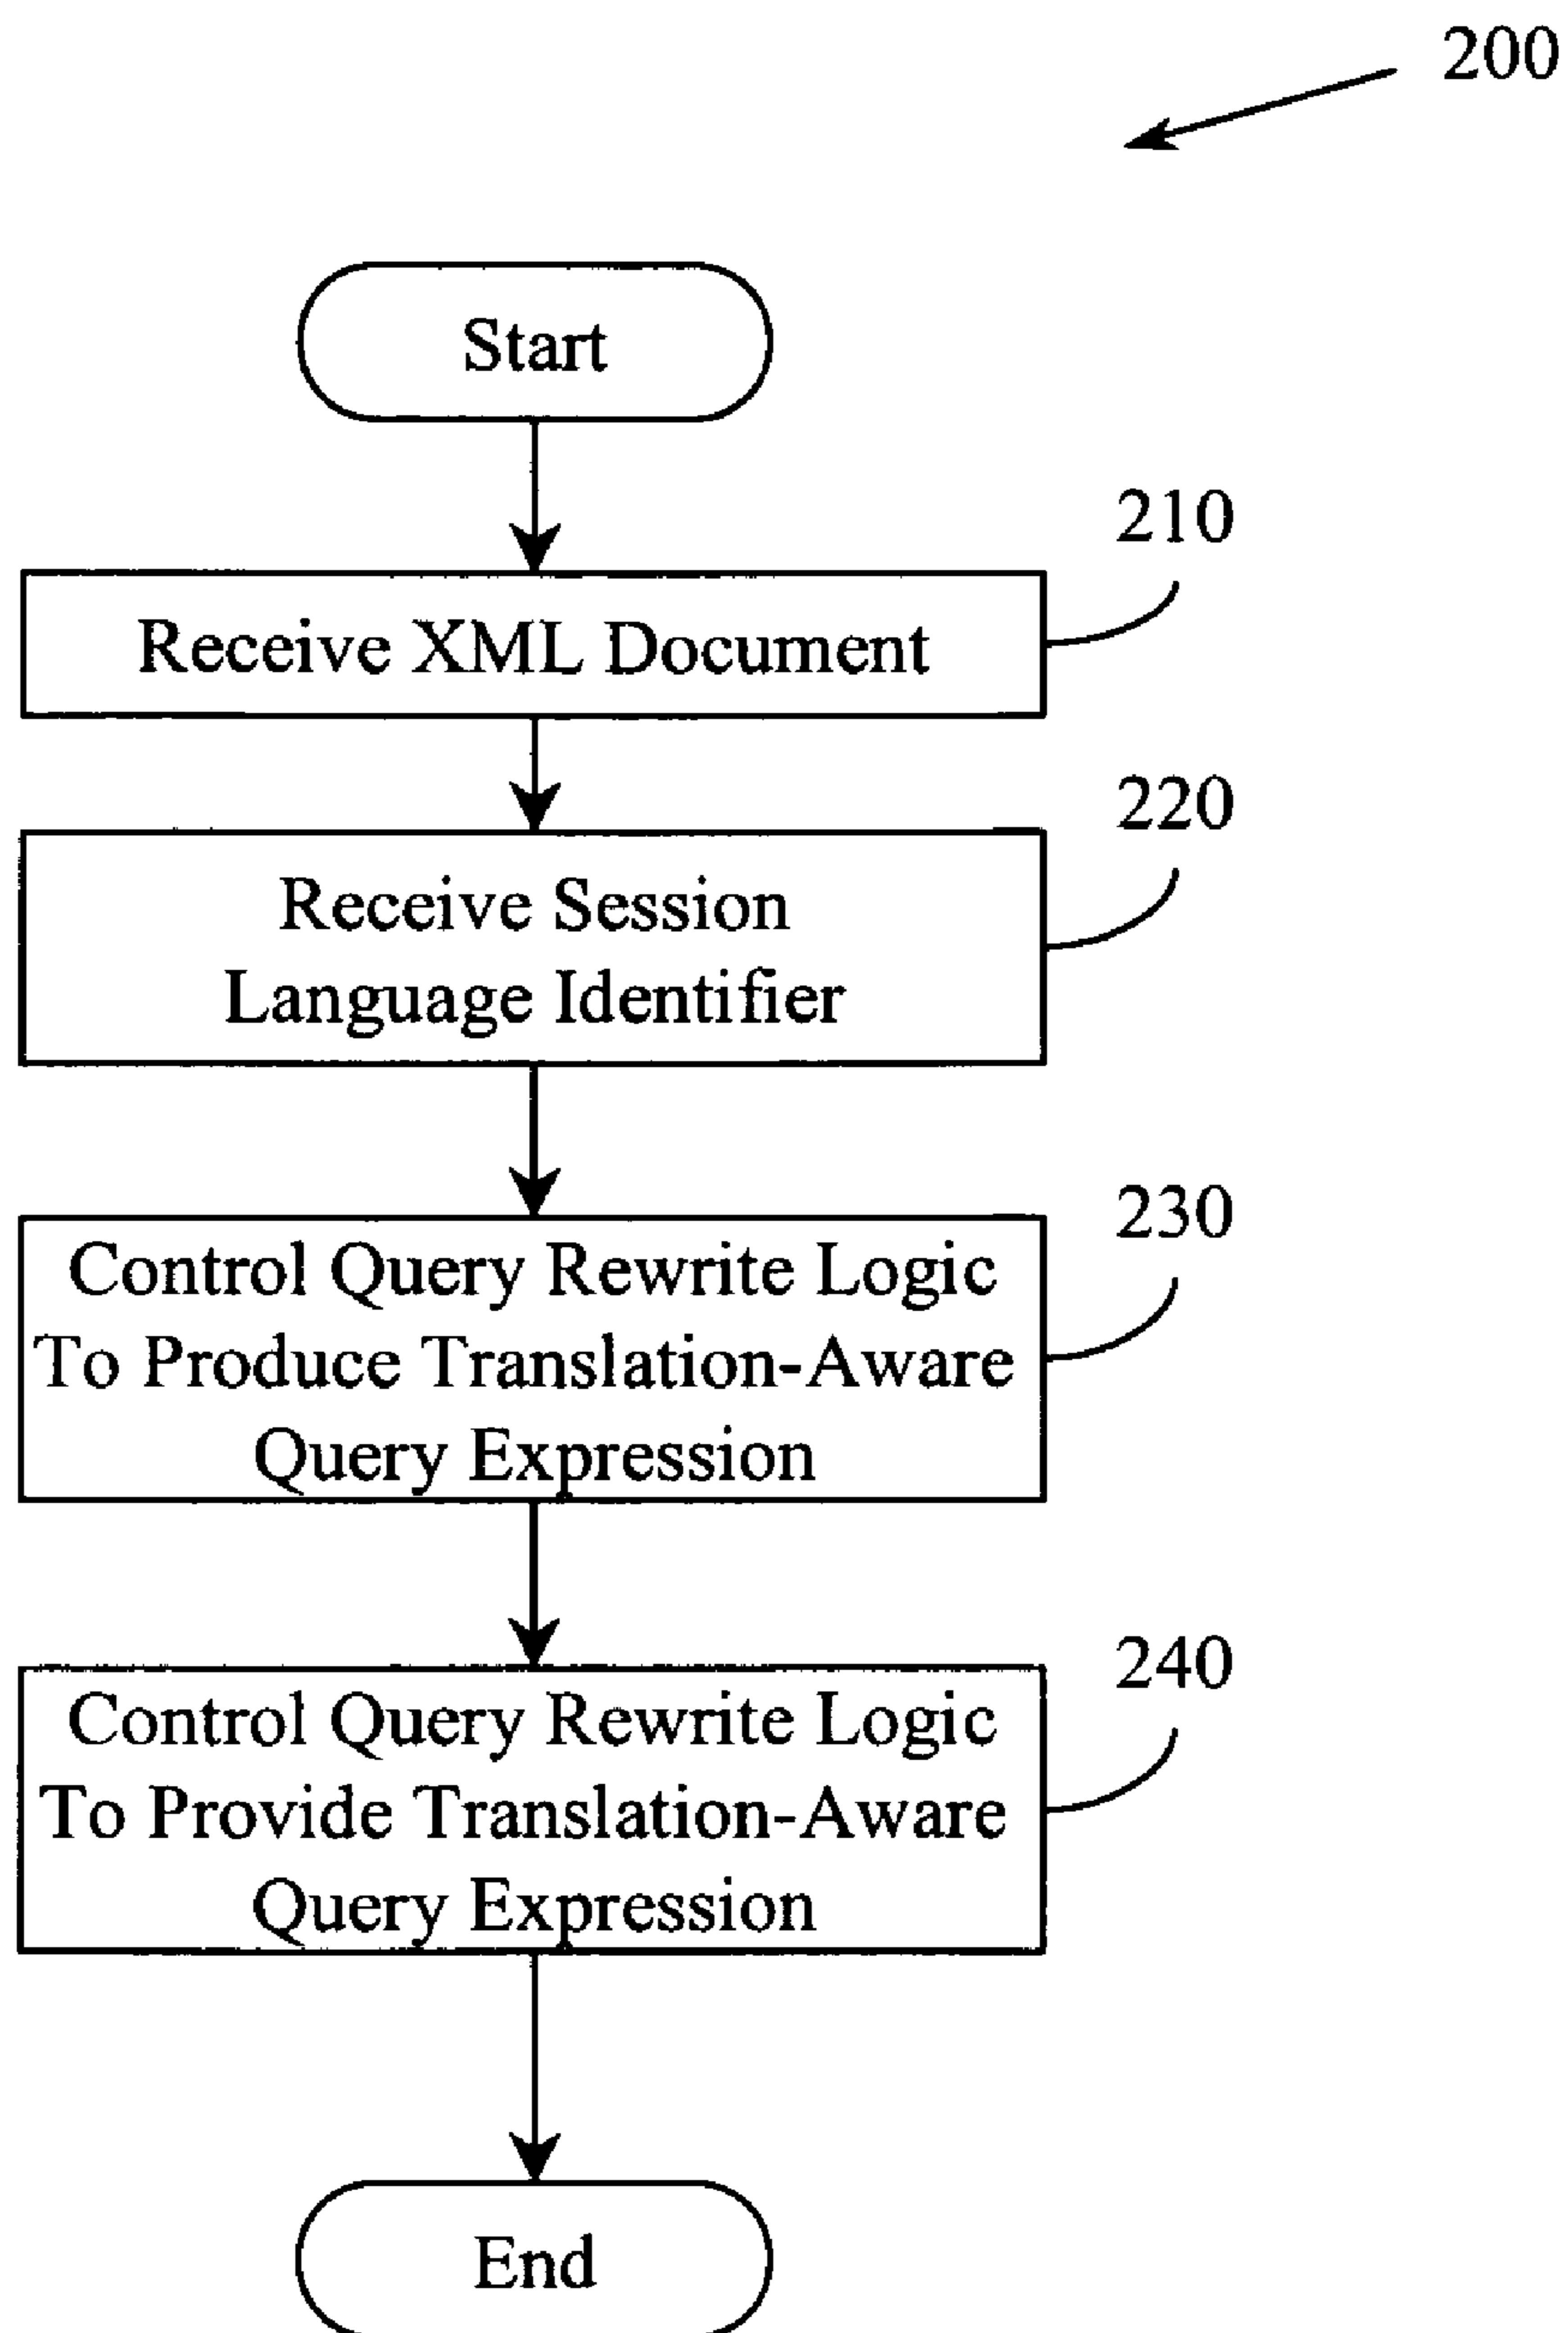 200
Start
210
Receive XML Document
220
Receive Session
Language Identifier
230
Control Query Rewrite Logic
To Produce Translation-Aware
Query Expression
240
Control Query Rewrite Logic
To Provide Translation-Aware
Query Expression
End